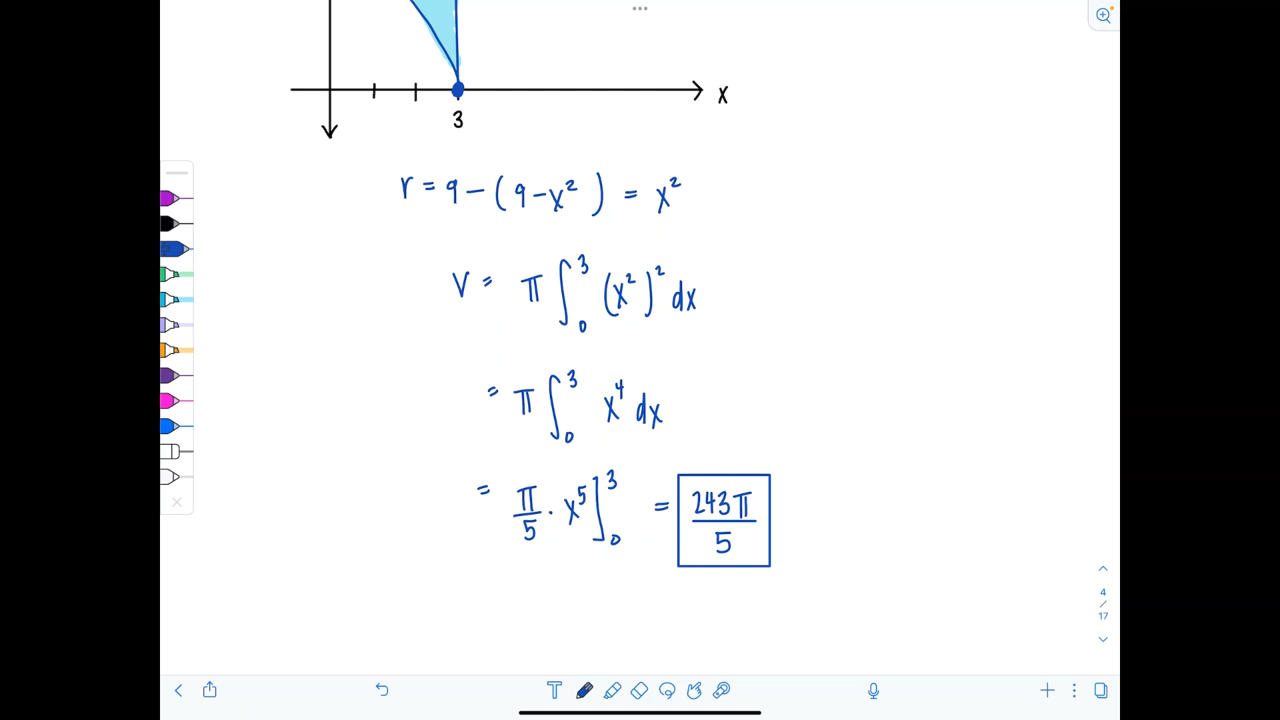 x
3
r = 9 - (9 - x²) = x²
V = π ∫₀³ (x²)² dx
= π ∫₀³ x⁴ dx
= π/5 · x⁵]₀³ = 243π/5
4
/
17
T